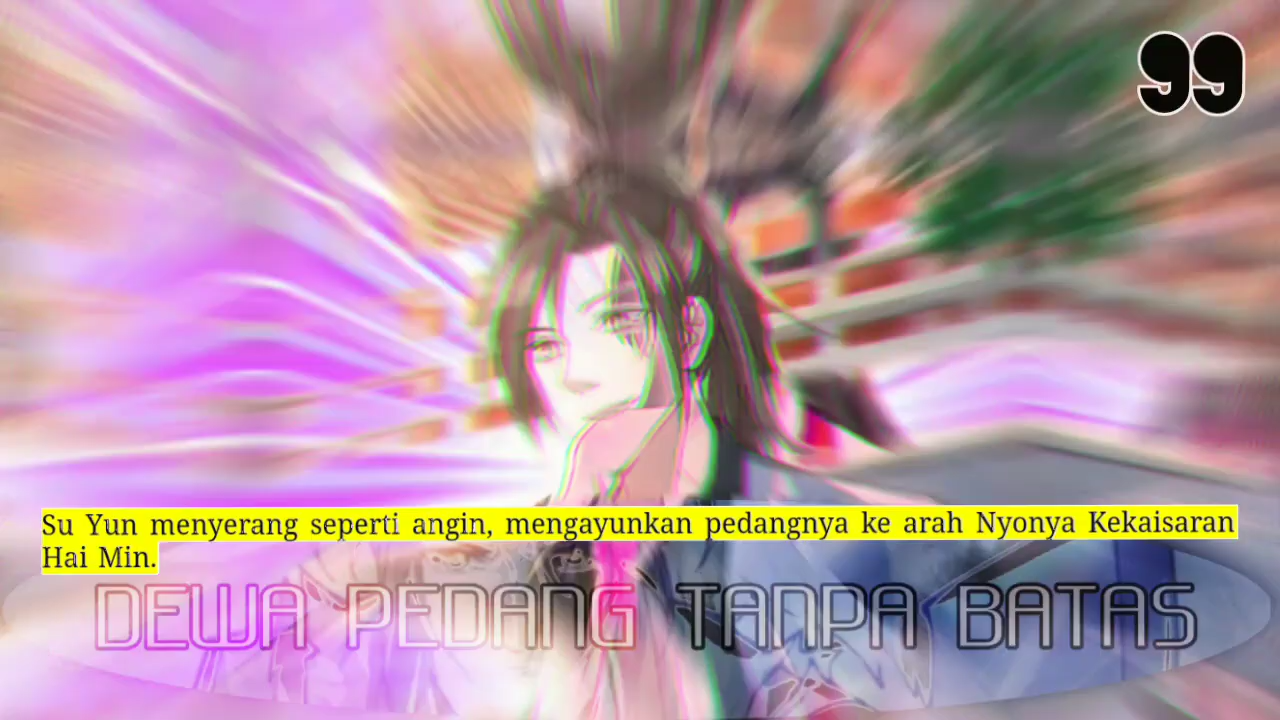 99
Su Yun menyerang seperti angin, mengayunkan pedangnya ke arah Nyonya Kekaisaran
Hai Min.
DEWA PEDANG TANPA BATAS